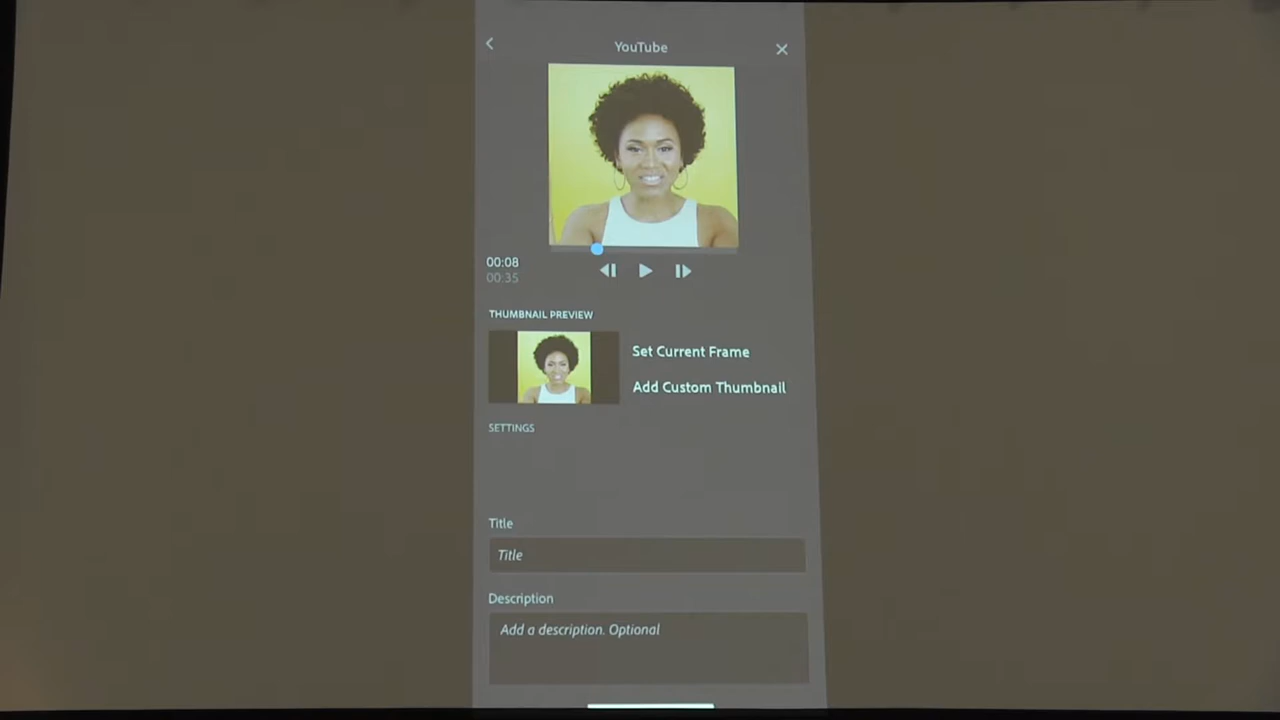 YouTube
00:08
00:35
THUMBNAIL PREVIEW
Set Current Frame
Add Custom Thumbnail
SETTINGS
Title
Title
Description
Add a description. Optional